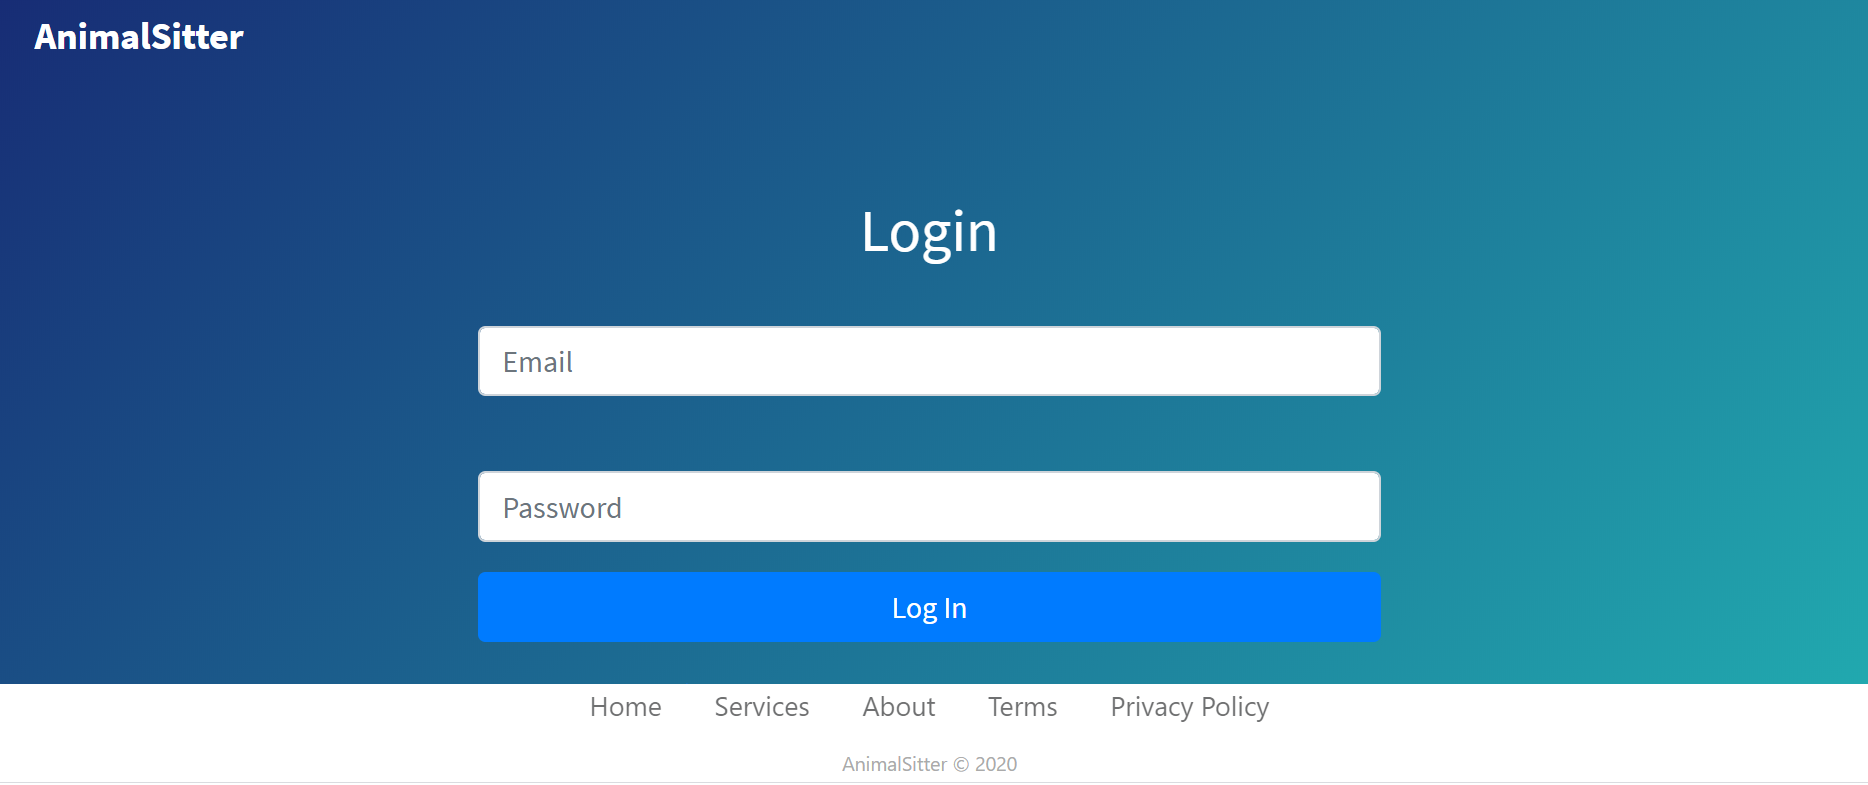 AnimalSitter
Login
Email
Password
Log In
Home Services About Terms Privacy Policy
AnimalSitter © 2020